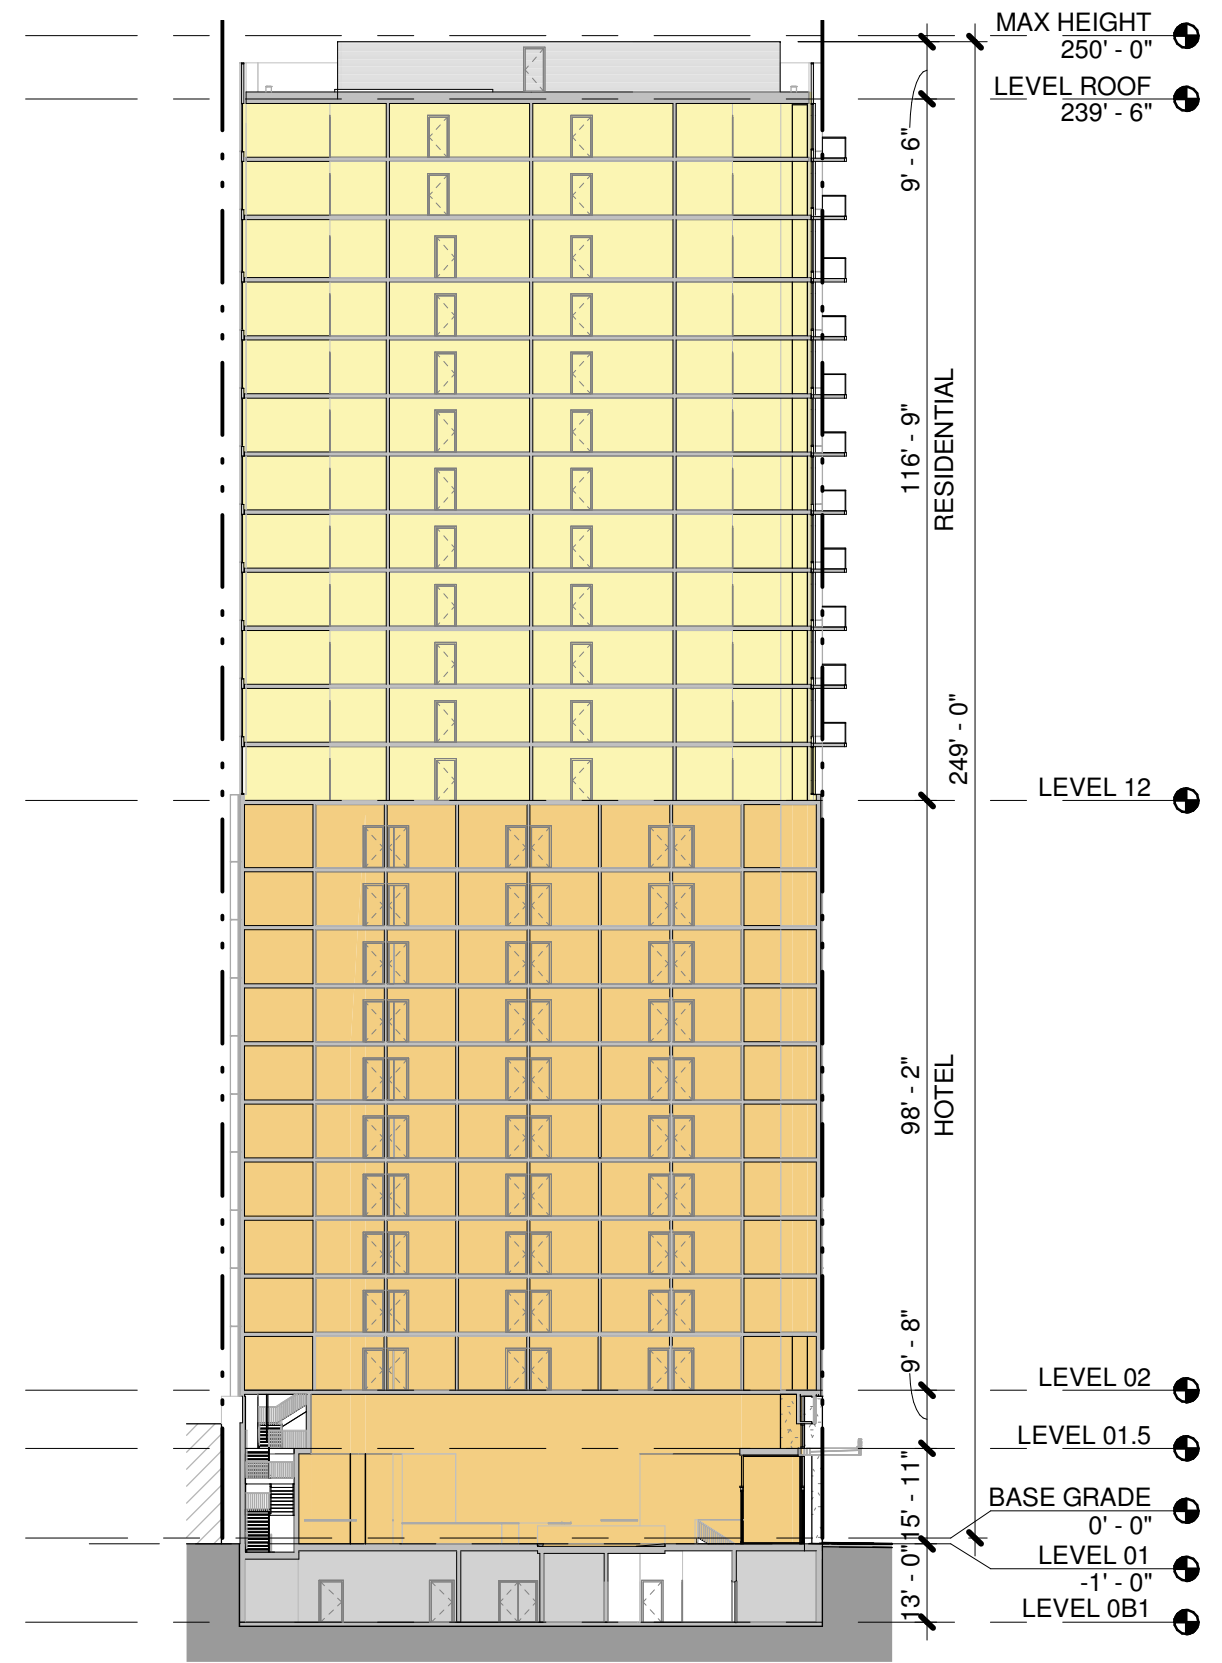 MAX HEIGHT
250' - 0"
LEVEL ROOF
239' - 6"
9' - 6"
116' - 9"
RESIDENTIAL
249' - 0"
LEVEL 12
98' - 2"
HOTEL
9' - 8"
LEVEL 02
LEVEL 01.5
15' - 11"
BASE GRADE
0' - 0"
LEVEL 01
-1' - 0"
13' - 0"
LEVEL 0B1